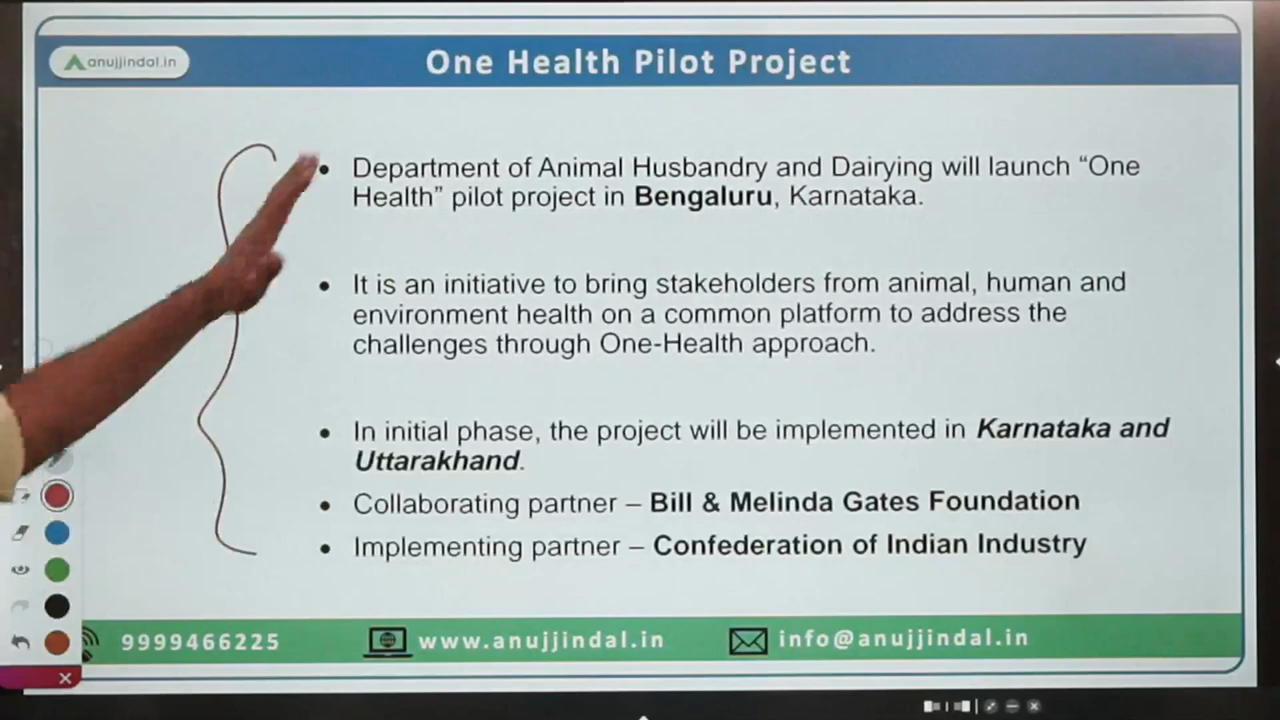 anujjindal.in
One Health Pilot Project
• Department of Animal Husbandry and Dairying will launch “One
Health” pilot project in Bengaluru, Karnataka.
• It is an initiative to bring stakeholders from animal, human and
environment health on a common platform to address the
challenges through One-Health approach.
• In initial phase, the project will be implemented in Karnataka and
Uttarakhand.
• Collaborating partner – Bill & Melinda Gates Foundation
• Implementing partner – Confederation of Indian Industry
9999466225 www.anujjindal.in info@anujjindal.in